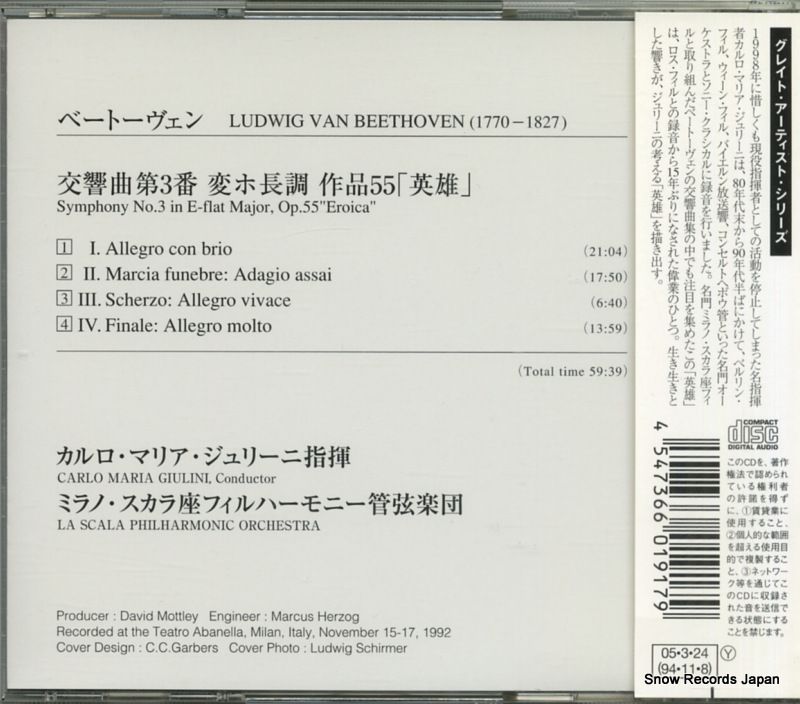 ベートーヴェン LUDWIG VAN BEETHOVEN (1770−1827)
交響曲第3番 変ホ長調 作品55「英雄」
Symphony No.3 in E-flat Major, Op.55"Eroica"
1 I. Allegro con brio (21:04)
2 II. Marcia funebre: Adagio assai (17:50)
3 III. Scherzo: Allegro vivace (6:40)
4 IV. Finale: Allegro molto (13:59)
(Total time 59:39)
カルロ・マリア・ジュリーニ指揮
CARLO MARIA GIULINI, Conductor
ミラノ・スカラ座フィルハーモニー管弦楽団
LA SCALA PHILHARMONIC ORCHESTRA
Producer : David Mottley Engineer : Marcus Herzog
Recorded at the Teatro Abanella, Milan, Italy, November 15-17, 1992
Cover Design : C.C.Garbers Cover Photo : Ludwig Schirmer
グレイト・アーティスト・シリーズ
1998年に惜しくも現役指揮者としての活動を停止してしまった名指揮
者カルロ・マリア・ジュリーニは、80年代末から90年代半ばにかけて、ベルリン・
フィル、ウィーン・フィル、バイエルン放送響、コンセルトヘボウ管といった名門オー
ケストラとソニー・クラシカルに録音を行いました。名門ミラノ・スカラ座フィ
ルと取り組んだベートーヴェンの交響曲集の中でも注目を集めたこの「英雄」
は、ロス・フィルとの録音から15年ぶりになされた偉業のひとつ。生き生きと
した響きが、ジュリーニの考える「英雄」を描き出す。
COMPACT
disc
DIGITAL AUDIO
4 547366 019179
このCDを、著作
権法で認められ
ている権利者
の許諾を得ず
に、①賃貸業に
使用すること、
②個人的な範囲
を超える使用目
的で複製するこ
と、③ネットワー
ク等を通じてこ
のCDに収録され
た音を送信で
きる状態にする
ことを禁じます。
05・3・24
(94・11・8)
Y
Snow Records Japan